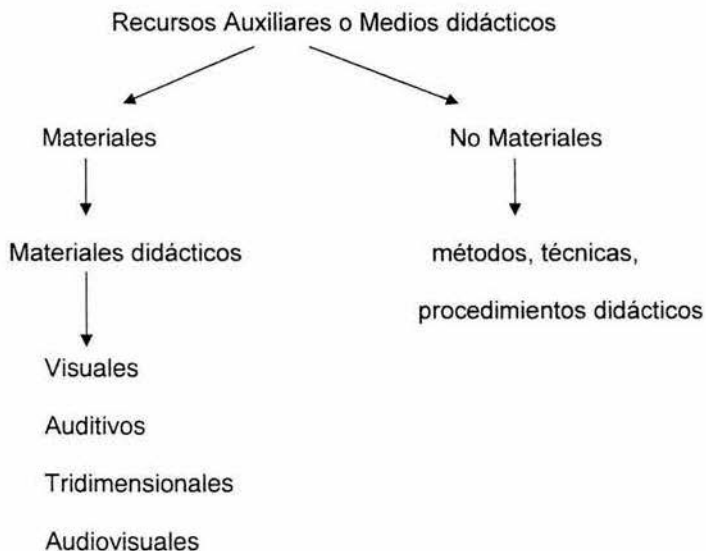 Recursos Auxiliares o Medios didácticos
Materiales
No Materiales
Materiales didácticos
métodos, técnicas,
procedimientos didácticos
Visuales
Auditivos
Tridimensionales
Audiovisuales